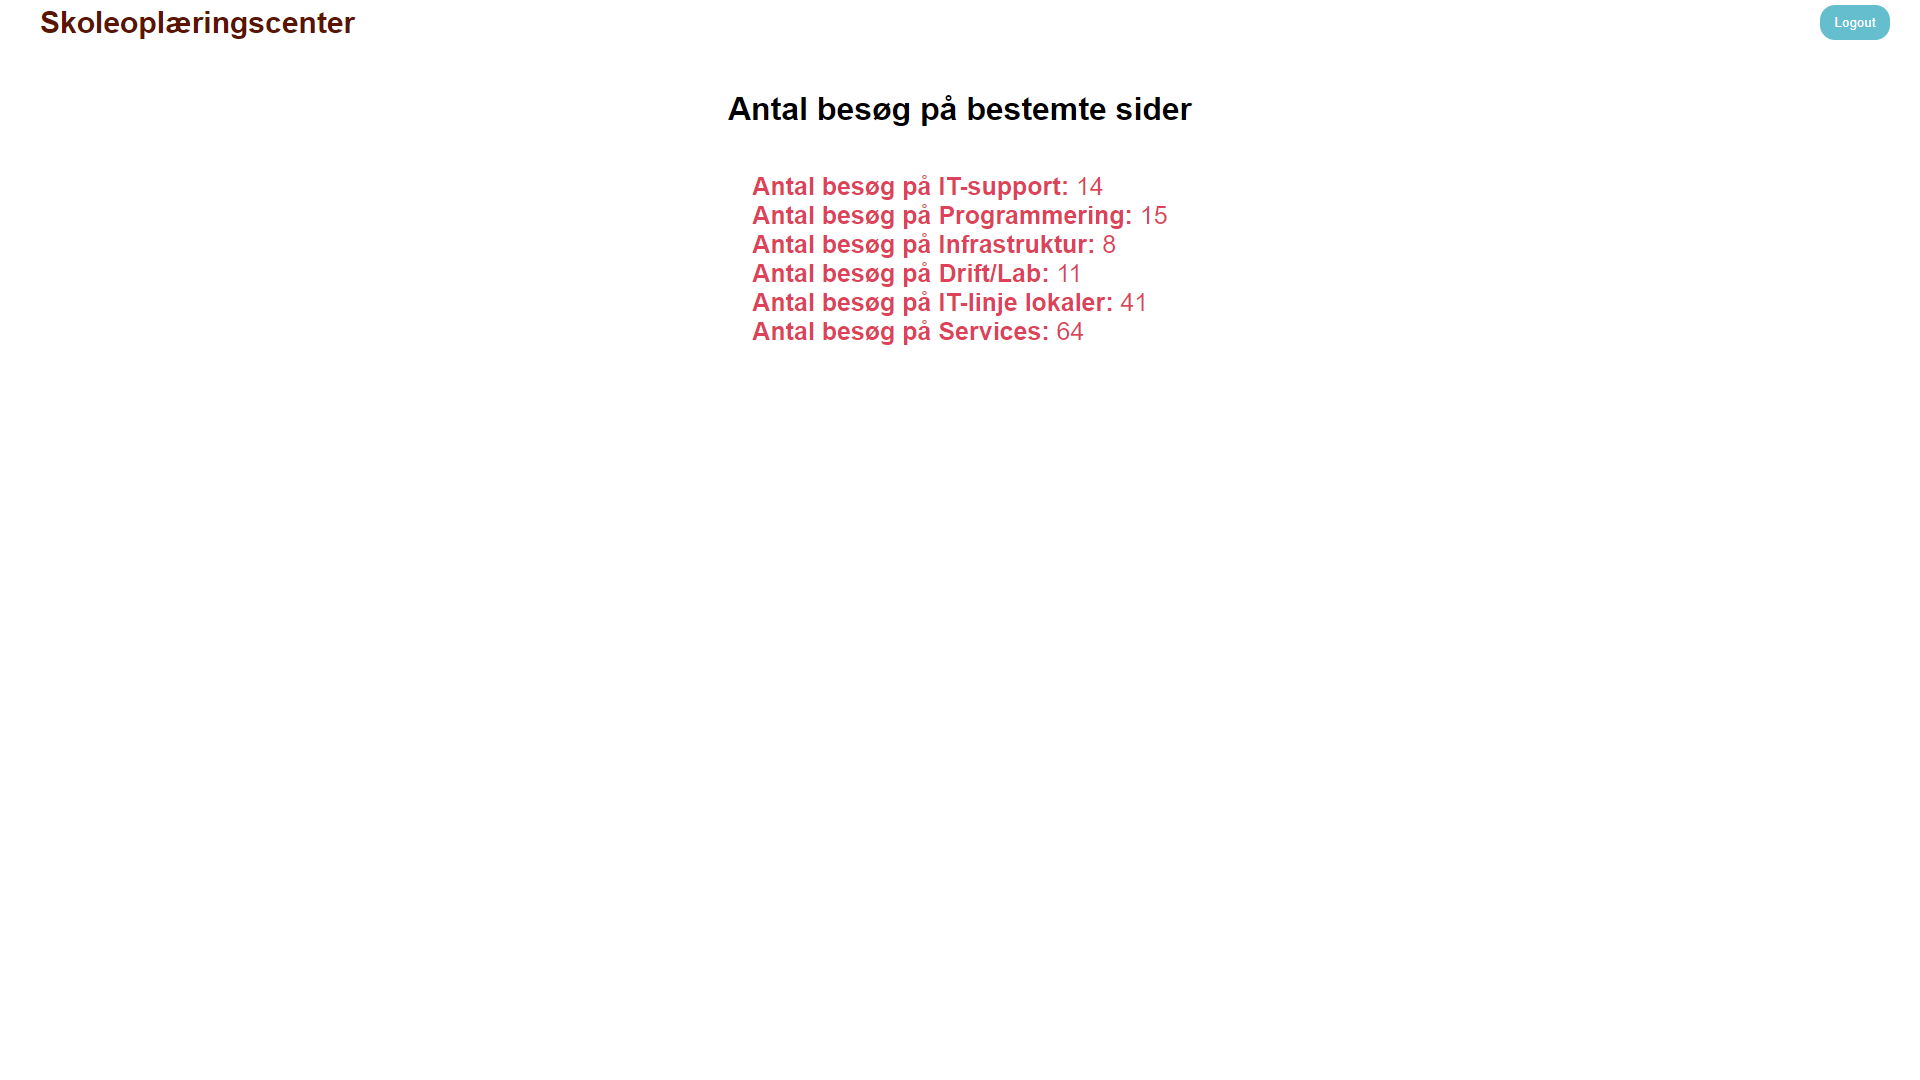 Skoleoplæringscenter
Logout
Antal besøg på bestemte sider
Antal besøg på IT-support: 14
Antal besøg på Programmering: 15
Antal besøg på Infrastruktur: 8
Antal besøg på Drift/Lab: 11
Antal besøg på IT-linje lokaler: 41
Antal besøg på Services: 64